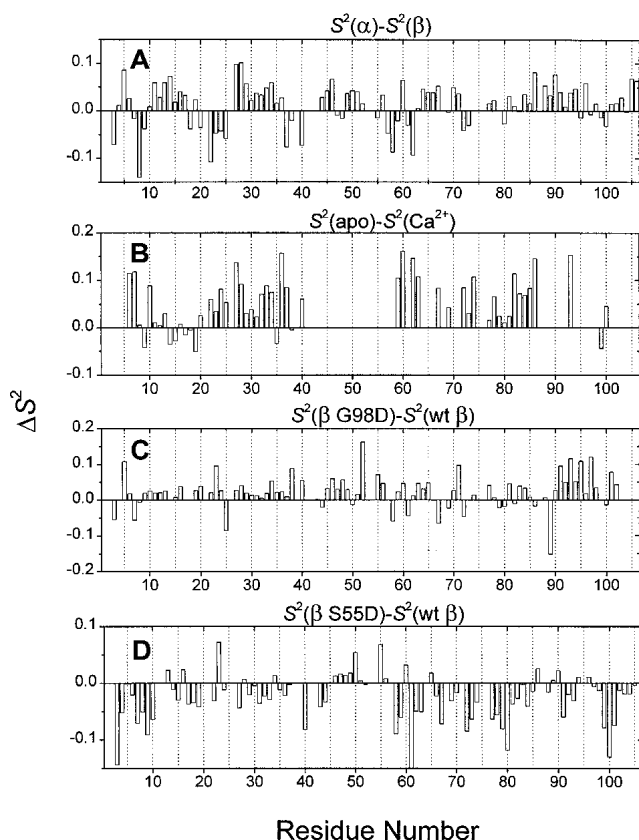 S²(α)-S²(β)
A
0.1
0.0
-0.1
10 20 30 40 50 60 70 80 90 100
S²(apo)-S²(Ca²⁺)
B
0.2
0.1
0.0
-0.1
10 20 30 40 50 60 70 80 90 100
S²(β G98D)-S²(wt β)
C
0.2
0.1
0.0
-0.1
-0.2
10 20 30 40 50 60 70 80 90 100
S²(β S55D)-S²(wt β)
D
0.1
0.0
-0.1
10 20 30 40 50 60 70 80 90 100
ΔS²
Residue Number